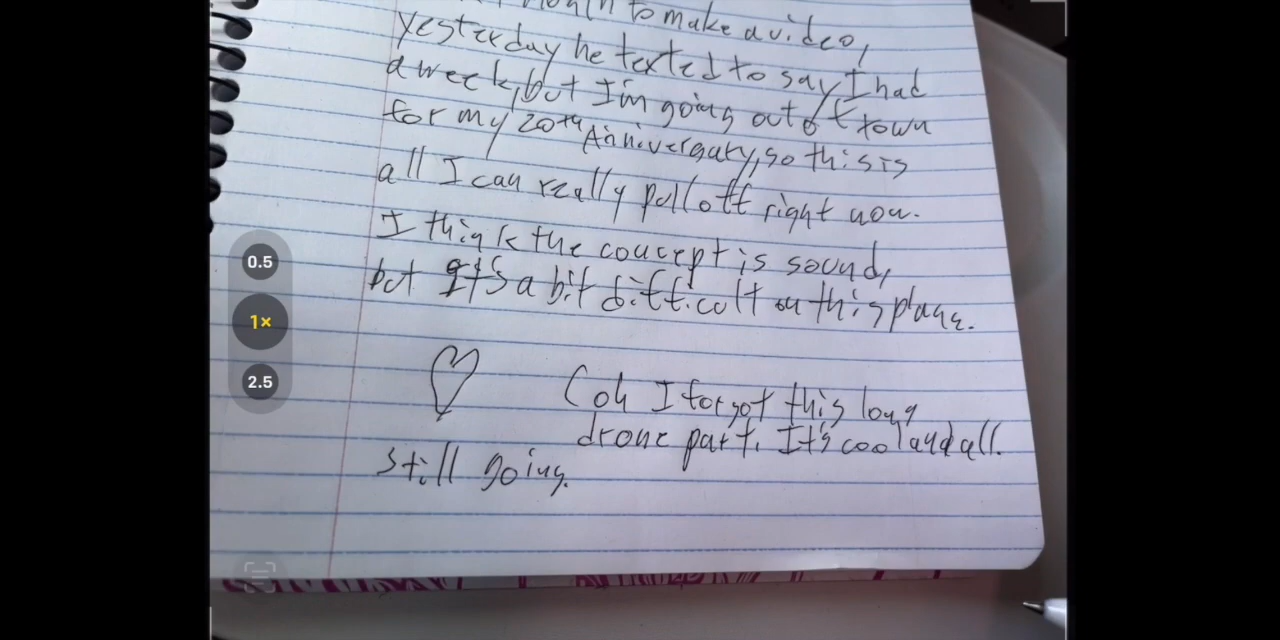 to make a video,
yesterday he texted to say I had
a week, but I'm going out of town
for my 20th Anniversary, so this is
all I can really pull off right now.
I think the concept is sound,
but It's a bit difficult on this plane.
(oh I forgot this long
drone part. It's cool and all.
still going.
0.5
1×
2.5